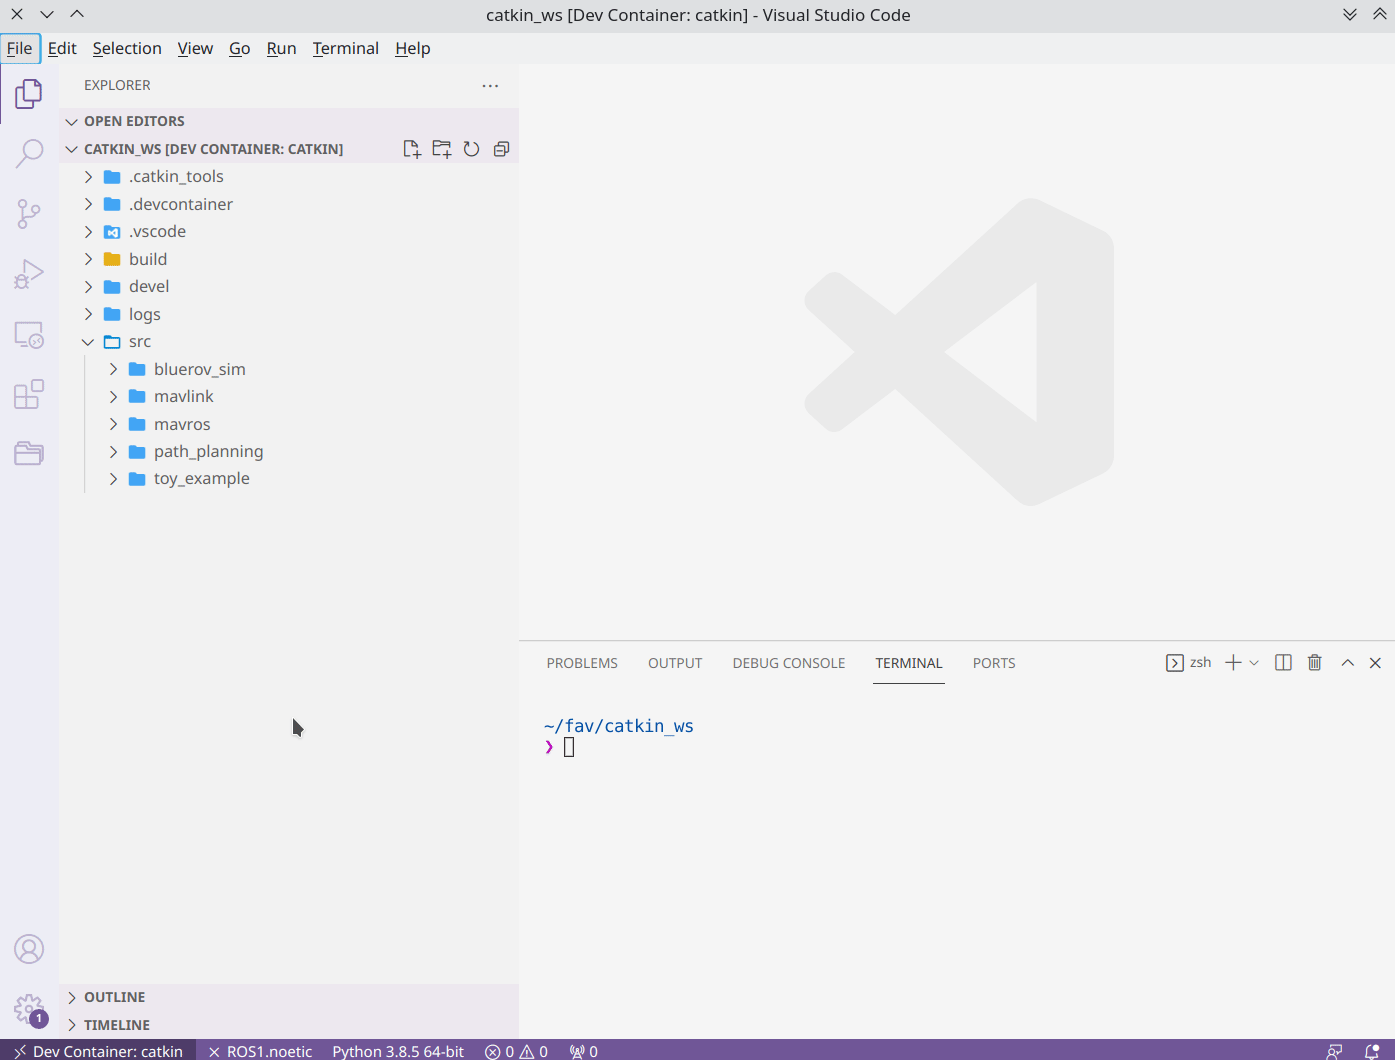 catkin_ws [Dev Container: catkin] - Visual Studio Code
File Edit Selection View Go Run Terminal Help
EXPLORER
OPEN EDITORS
CATKIN_WS [DEV CONTAINER: CATKIN]
.catkin_tools
.devcontainer
.vscode
build
devel
logs
src
bluerov_sim
mavlink
mavros
path_planning
toy_example
OUTLINE
TIMELINE
PROBLEMS OUTPUT DEBUG CONSOLE TERMINAL PORTS zsh
~/fav/catkin_ws
❯
1
Dev Container: catkin ROS1.noetic Python 3.8.5 64-bit 0 0 0